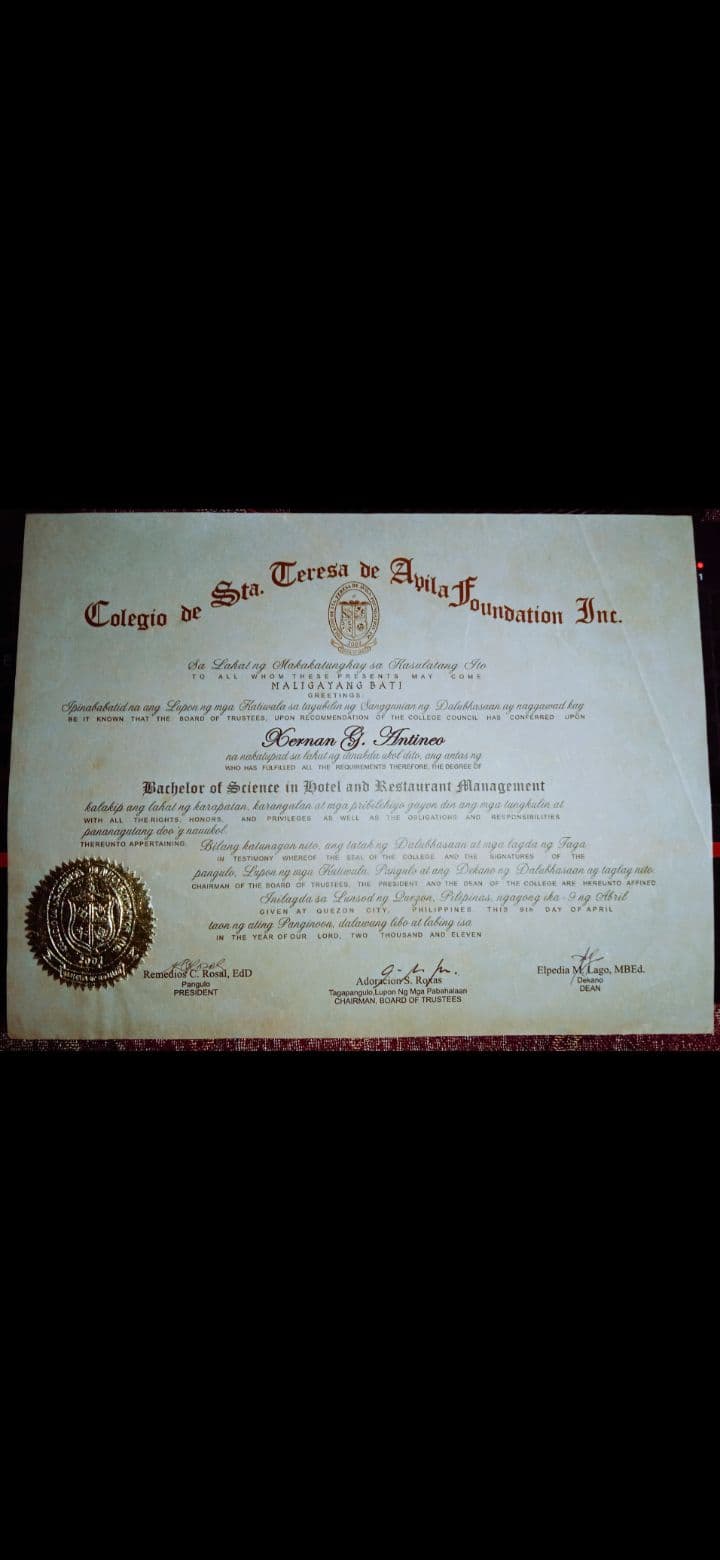 Colegio de Sta. Teresa de Avila Foundation Inc.
Sa Lahat ng Makakatunghay sa Kasulatang Ito
TO ALL WHOM THESE PRESENTS MAY COME
MALIGAYANG BATI
GREETINGS:
Ipinababatid na ang Lupon ng mga Katiwala sa tagubilin ng Sanggunian ng Dalubhasaan ay naggawad kay
BE IT KNOWN THAT THE BOARD OF TRUSTEES, UPON RECOMMENDATION OF THE COLLEGE COUNCIL HAS CONFERRED UPON
Xernan G. Antineo
na nakatupad sa lahat ng itinakda ukol dito, ang antas ng
WHO HAS FULFILLED ALL THE REQUIREMENTS THEREFORE, THE DEGREE OF
Bachelor of Science in Hotel and Restaurant Management
kalakip ang lahat ng karapatan, karangalan at mga pribelehiyo gayon din ang mga tungkulin at
WITH ALL THE RIGHTS, HONORS, AND PRIVILEGES AS WELL AS THE OBLIGATIONS AND RESPONSIBILITIES
pananagutang doo'y nauukol.
THEREUNTO APPERTAINING.
Bilang katunayan nito, ang tatak ng Dalubhasaan at mga lagda ng Taga
IN TESTIMONY WHEREOF THE SEAL OF THE COLLEGE AND THE SIGNATURES OF THE
pangulo, Lupon ng mga Katiwala, Pangulo at ang Dekano ng Dalubhasaan ay taglay nito.
CHAIRMAN OF THE BOARD OF TRUSTEES, THE PRESIDENT AND THE DEAN OF THE COLLEGE ARE HEREUNTO AFFIXED
Inilagda sa Lunsod ng Quezon, Pilipinas, ngayong ika - 9 ng Abril
GIVEN AT QUEZON CITY, PHILIPPINES THIS 9th DAY OF APRIL
taon ng ating Panginoon, dalawang libo at labing isa
IN THE YEAR OF OUR LORD, TWO THOUSAND AND ELEVEN
2001
Remedios C. Rosal, EdD
Pangulo
PRESIDENT
Adoracion S. Roxas
Tagapangulo,Lupon Ng Mga Pabahalaan
CHAIRMAN, BOARD OF TRUSTEES
Elpedia M. Lago, MBEd.
Dekano
DEAN